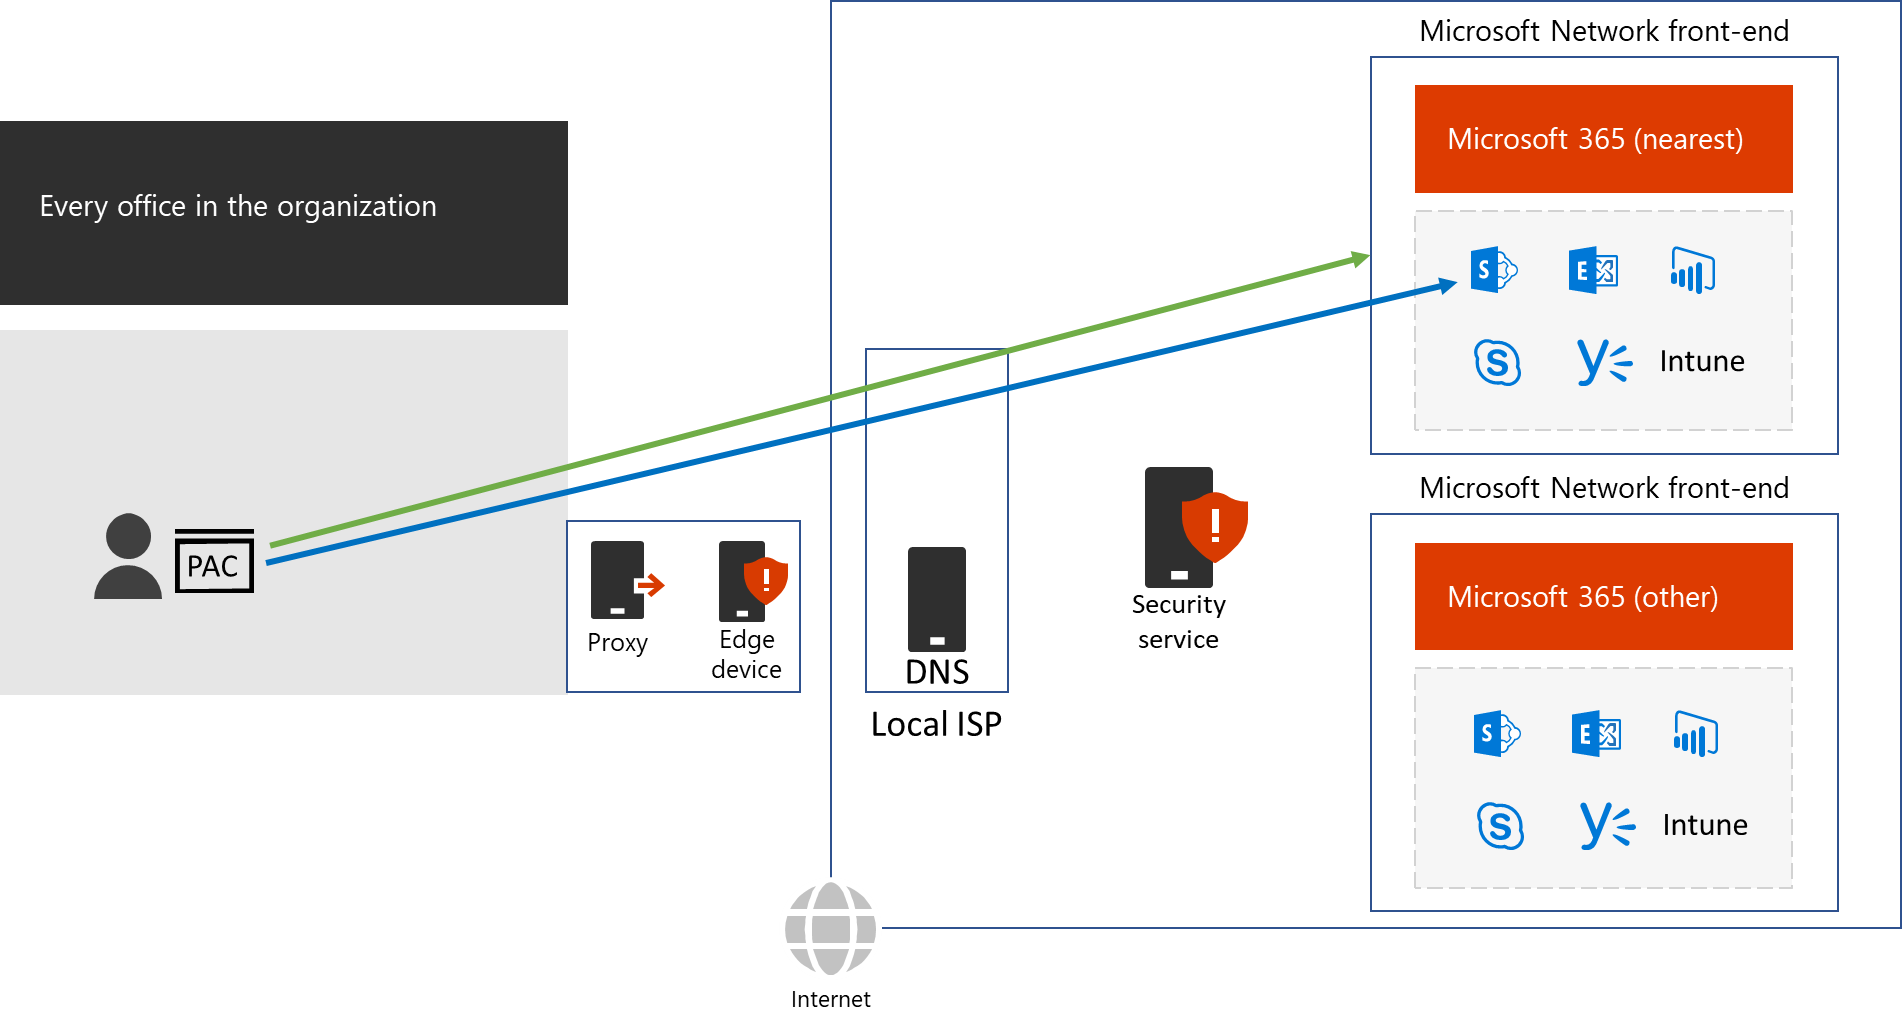 Microsoft Network front-end
Microsoft 365 (nearest)
Every office in the organization
S
E
S
y
Intune
Microsoft Network front-end
PAC
Microsoft 365 (other)
Proxy
Edge
device
DNS
Local ISP
Security
service
S
E
S
y
Intune
Internet